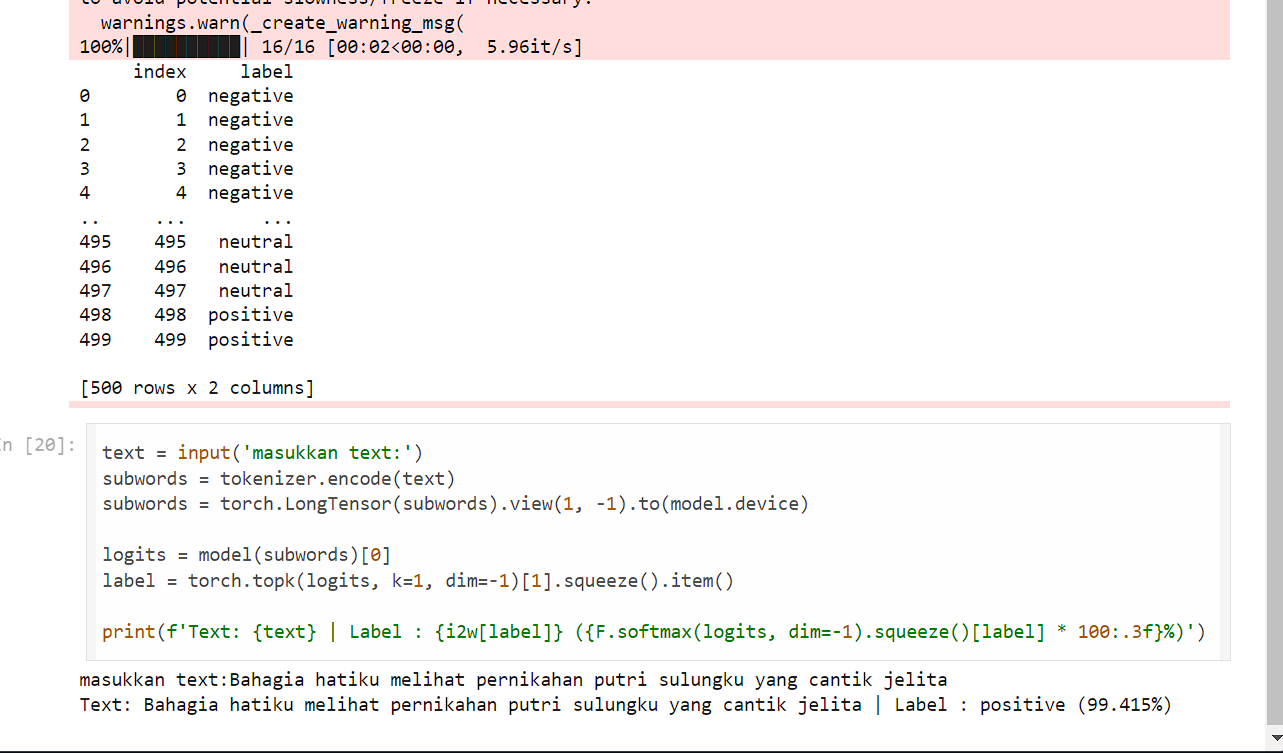 to avoid potential slowness/freeze if necessary.
  warnings.warn(_create_warning_msg(
100%|██████████| 16/16 [00:02<00:00,  5.96it/s]
     index     label
0        0  negative
1        1  negative
2        2  negative
3        3  negative
4        4  negative
..     ...       ...
495    495   neutral
496    496   neutral
497    497   neutral
498    498  positive
499    499  positive
[500 rows x 2 columns]
n [20]:
text = input('masukkan text:')
subwords = tokenizer.encode(text)
subwords = torch.LongTensor(subwords).view(1, -1).to(model.device)
logits = model(subwords)[0]
label = torch.topk(logits, k=1, dim=-1)[1].squeeze().item()
print(f'Text: {text} | Label : {i2w[label]} ({F.softmax(logits, dim=-1).squeeze()[label] * 100:.3f}%)')
masukkan text:Bahagia hatiku melihat pernikahan putri sulungku yang cantik jelita
Text: Bahagia hatiku melihat pernikahan putri sulungku yang cantik jelita | Label : positive (99.415%)